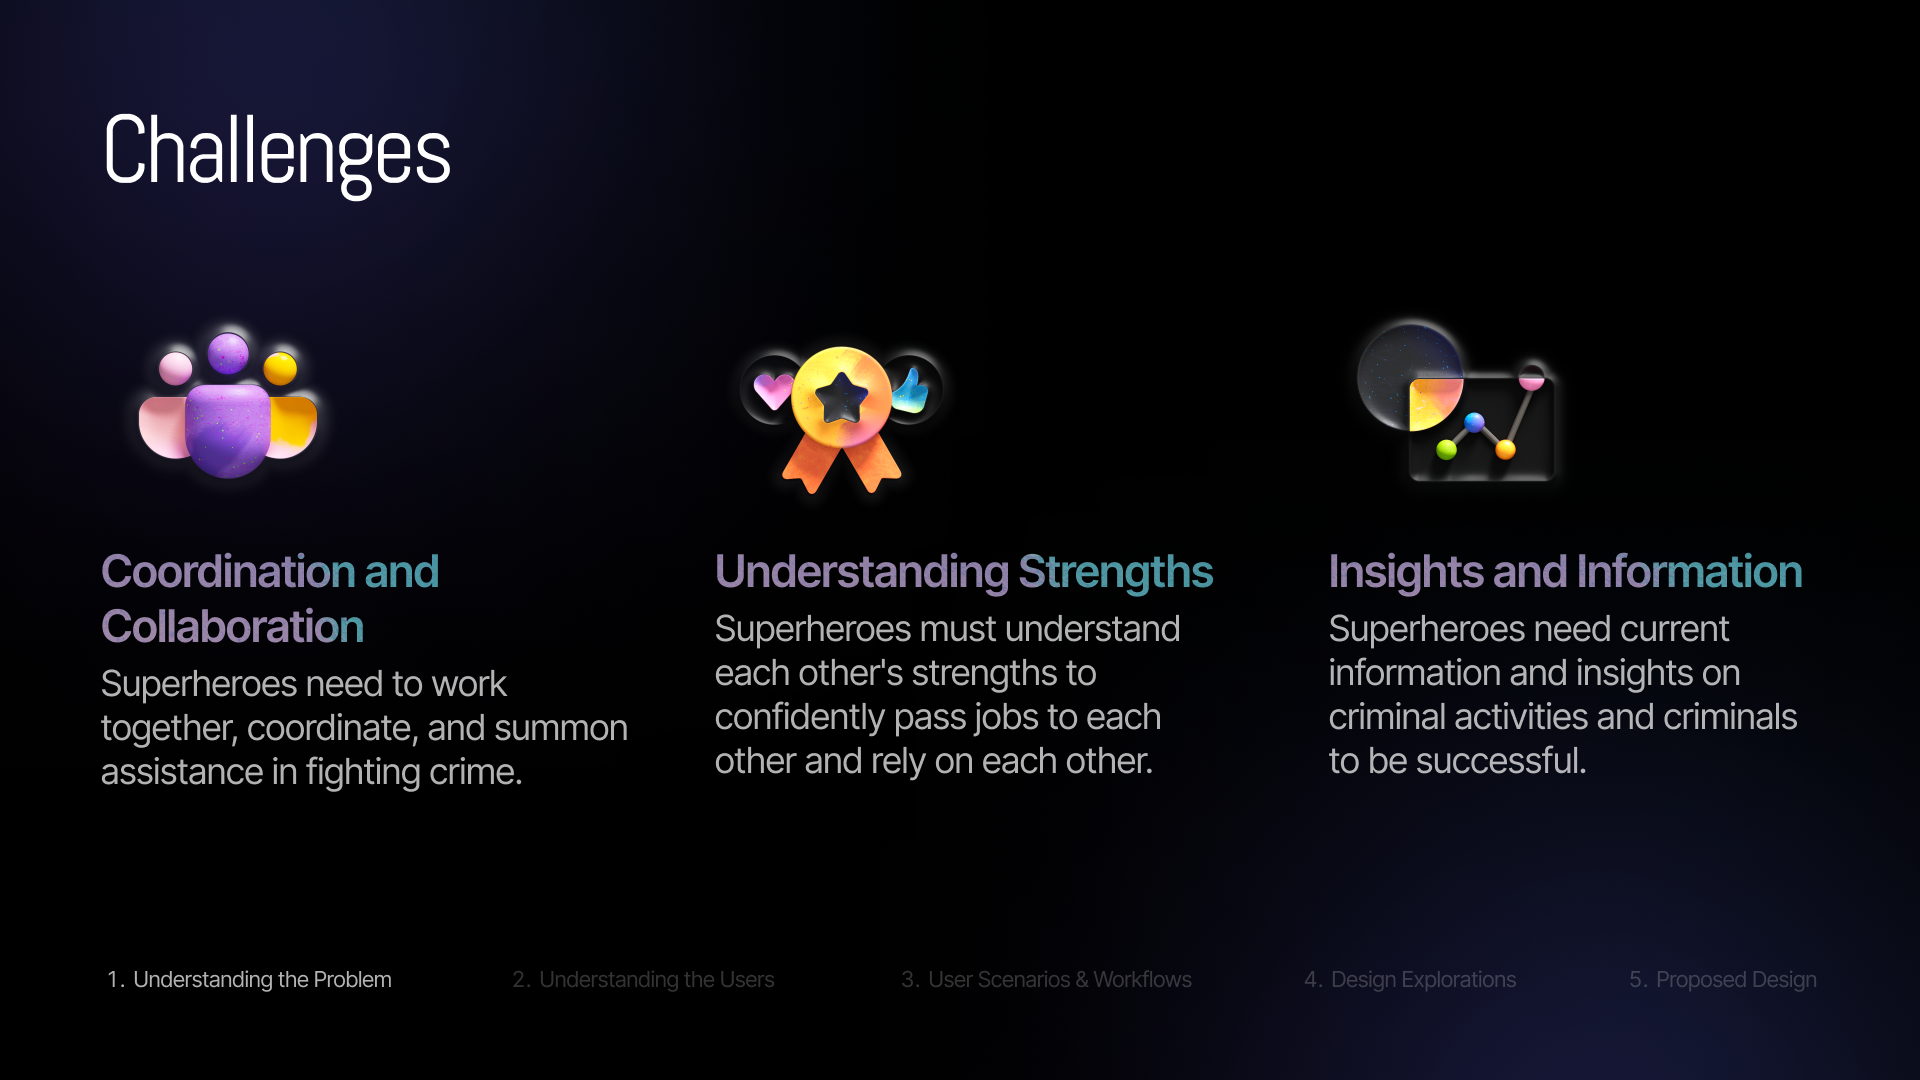 Challenges
Coordination and
Collaboration
Superheroes need to work
together, coordinate, and summon
assistance in fighting crime.
Understanding Strengths
Superheroes must understand
each other's strengths to
confidently pass jobs to each
other and rely on each other.
Insights and Information
Superheroes need current
information and insights on
criminal activities and criminals
to be successful.
1. Understanding the Problem
2. Understanding the Users
3. User Scenarios & Workflows
4. Design Explorations
5. Proposed Design